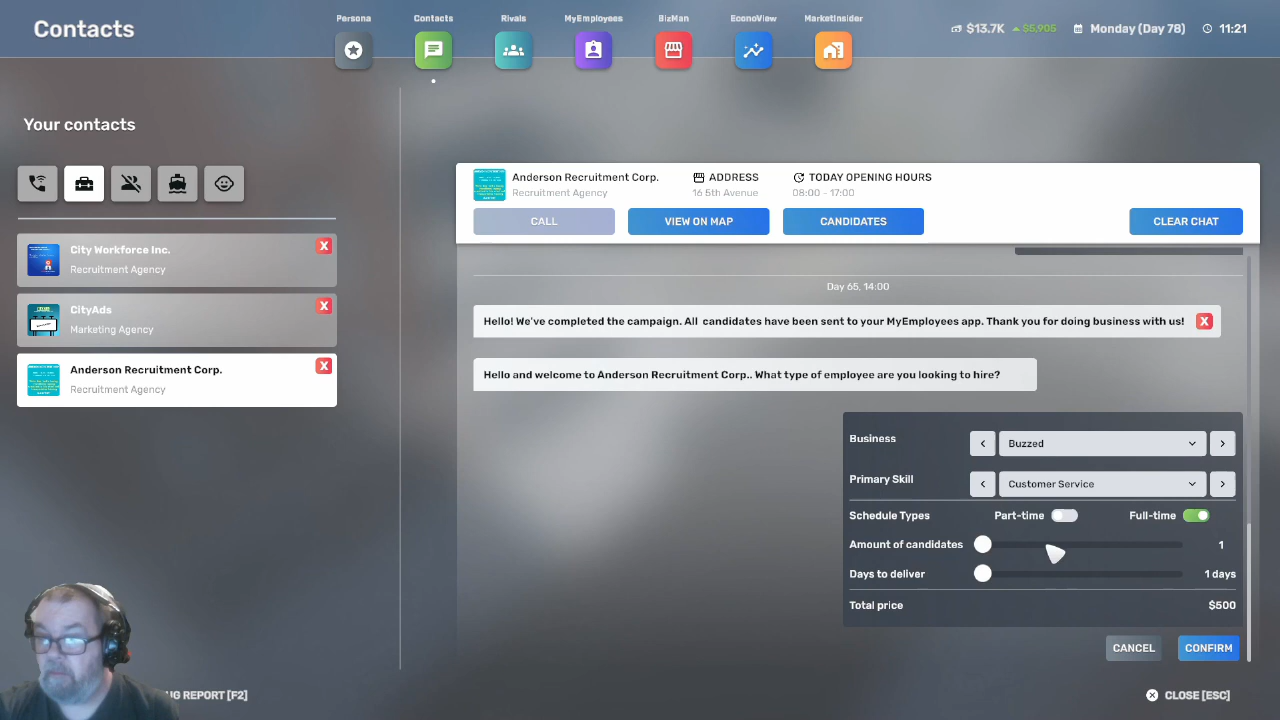 Contacts
Persona
Contacts
Rivals
MyEmployees
BizMan
EconoView
MarketInsider
$13.7K
$5,905
Monday (Day 78)
11:21
Your contacts
City Workforce Inc.
Recruitment Agency
X
CityAds
Marketing Agency
X
Anderson Recruitment Corp.
Recruitment Agency
X
Anderson Recruitment Corp.
Recruitment Agency
ADDRESS
16 5th Avenue
TODAY OPENING HOURS
08:00 - 17:00
CALL
VIEW ON MAP
CANDIDATES
CLEAR CHAT
Day 65, 14:00
Hello! We've completed the campaign. All candidates have been sent to your MyEmployees app. Thank you for doing business with us!
X
Hello and welcome to Anderson Recruitment Corp.. What type of employee are you looking to hire?
Business
Buzzed
Primary Skill
Customer Service
Schedule Types
Part-time
Full-time
Amount of candidates
1
Days to deliver
1 days
Total price
$500
CANCEL
CONFIRM
UG REPORT [F2]
CLOSE [ESC]